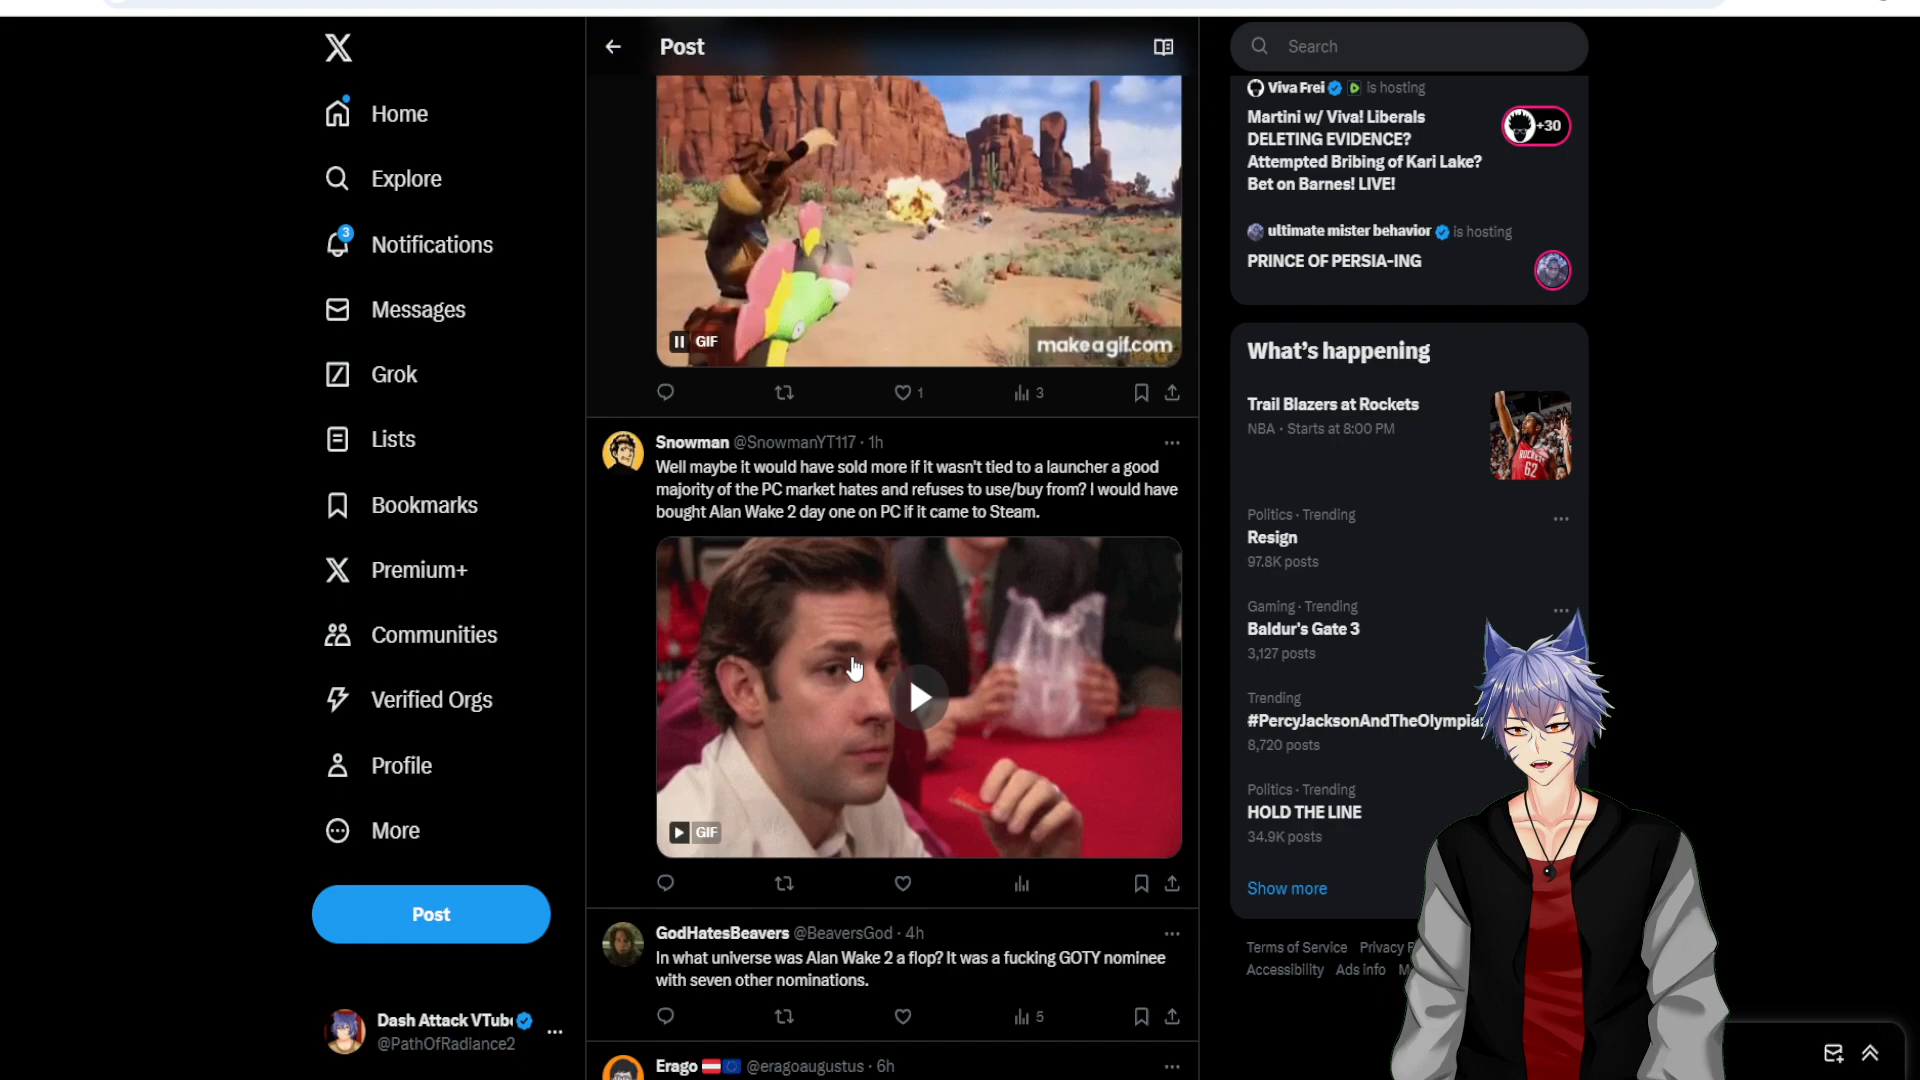 Post
Search
Home
Explore
3
Notifications
Messages
Grok
Lists
Bookmarks
Premium+
Communities
Verified Orgs
Profile
More
Post
Dash Attack VTub
@PathOfRadiance2
GIF
makeagif.com
1
3
Snowman @SnowmanYT117 · 1h
Well maybe it would have sold more if it wasn't tied to a launcher a good
majority of the PC market hates and refuses to use/buy from? I would have
bought Alan Wake 2 day one on PC if it came to Steam.
GIF
GodHatesBeavers @BeaversGod · 4h
In what universe was Alan Wake 2 a flop? It was a fucking GOTY nominee
with seven other nominations.
5
Erago @eragoaugustus · 6h
Viva Frei is hosting
Martini w/ Viva! Liberals
DELETING EVIDENCE?
Attempted Bribing of Kari Lake?
Bet on Barnes! LIVE!
+30
ultimate mister behavior is hosting
PRINCE OF PERSIA-ING
What's happening
Trail Blazers at Rockets
NBA · Starts at 8:00 PM
ROCKETS
62
Politics · Trending
Resign
97.8K posts
Gaming · Trending
Baldur's Gate 3
3,127 posts
Trending
#PercyJacksonAndTheOlympia
8,720 posts
Politics · Trending
HOLD THE LINE
34.9K posts
Show more
Terms of Service Privacy P
Accessibility Ads info M